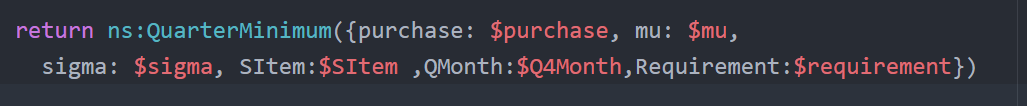 return ns:QuarterMinimum({purchase: $purchase, mu: $mu,
sigma: $sigma, SItem:$SItem ,QMonth:$Q4Month,Requirement:$requirement})